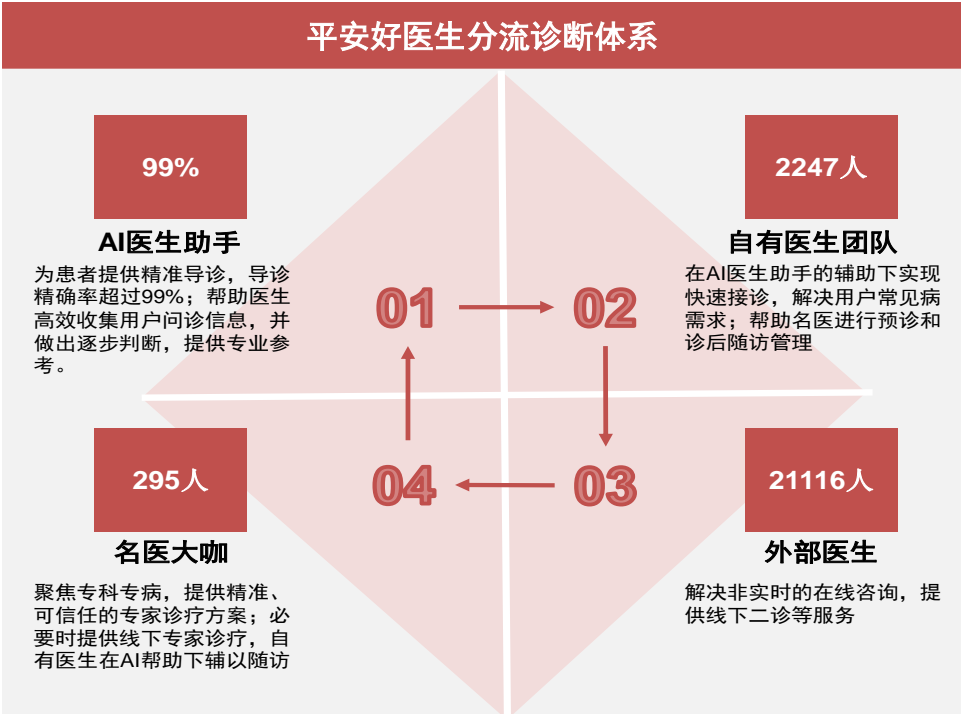 平安好医生分流诊断体系
99%
AI医生助手
为患者提供精准导诊，导诊
精确率超过99%；帮助医生
高效收集用户问诊信息，并
做出逐步判断，提供专业参
考。
2247人
自有医生团队
在AI医生助手的辅助下实现
快速接诊，解决用户常见病
需求；帮助名医进行预诊和
诊后随访管理
01
02
04
03
295人
名医大咖
聚焦专科专病，提供精准、
可信任的专家诊疗方案；必
要时提供线下专家诊疗，自
有医生在AI帮助下辅以随访
21116人
外部医生
解决非实时的在线咨询，提
供线下二诊等服务